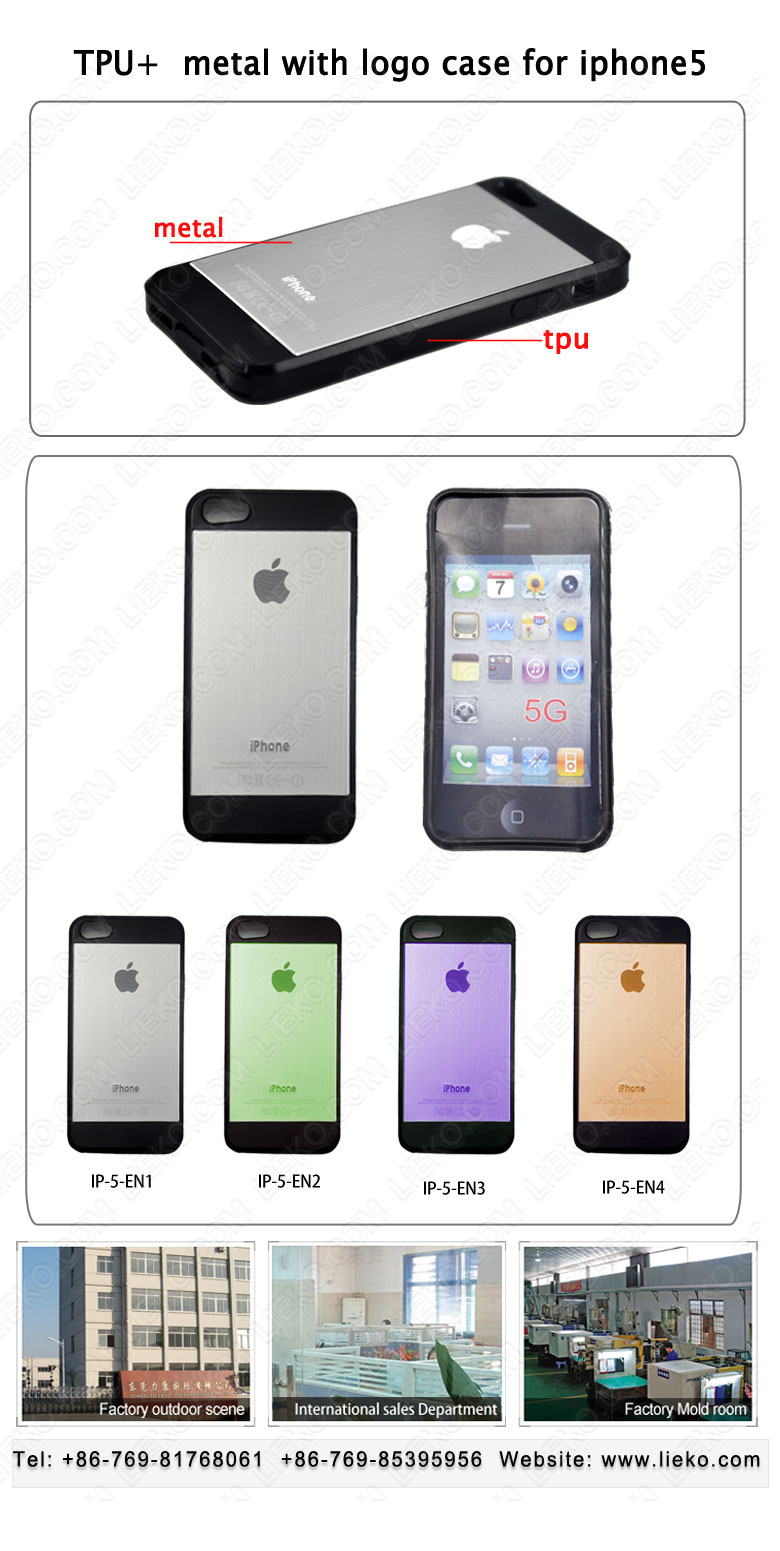 TPU+ metal with logo case for iphone5
metal
iPhone
tpu
iPhone
7
5G
iPhone
iPhone
iPhone
iPhone
IP-5-EN1
IP-5-EN2
IP-5-EN3
IP-5-EN4
Factory outdoor scene
International sales Department
Factory Mold room
Tel: +86-769-81768061 +86-769-85395956 Website: www.lieko.com
LIEKO.COM